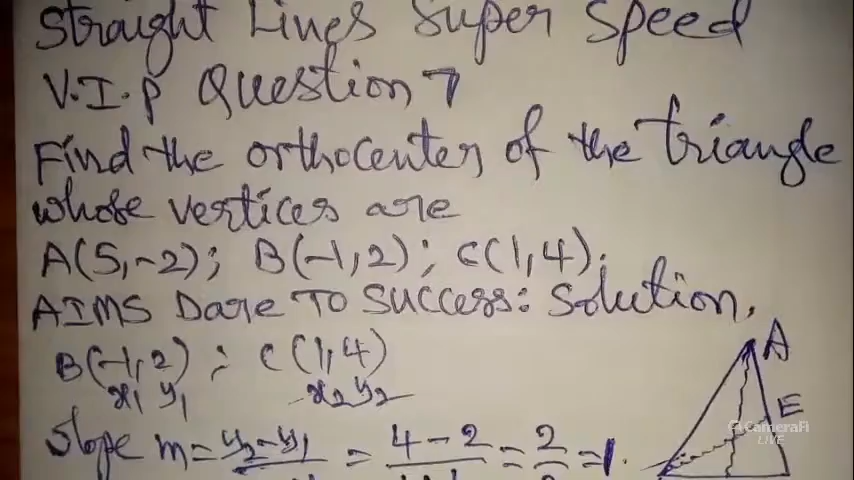 Straight Lines Super Speed
V.I.P Question 7
Find the orthocenter of the triangle
whose vertices are
A(5,-2); B(-1,2); C(1,4).
AIMS Dare To Success: Solution.
B(-1,2) ; C(1,4)
x1 y1 x2 y2
A
E
CameraFi
LIVE
Slope m = y2-y1 = 4-2 = 2 = 1.